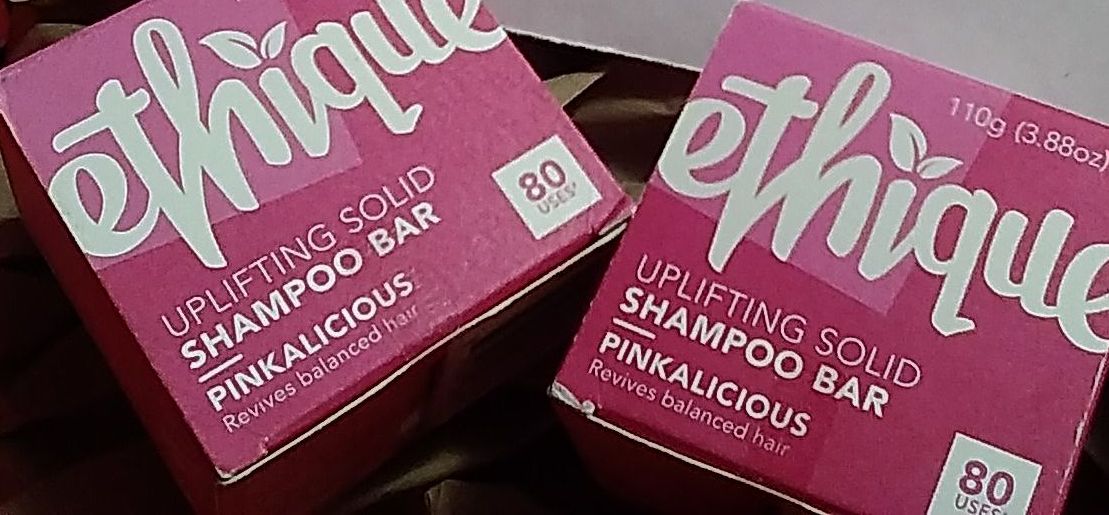 ethique
80
USES*
UPLIFTING SOLID
SHAMPOO BAR
PINKALICIOUS
Revives balanced hair
110g (3.88oz)
ethique
UPLIFTING SOLID
SHAMPOO BAR
PINKALICIOUS
Revives balanced hair
80
USES*